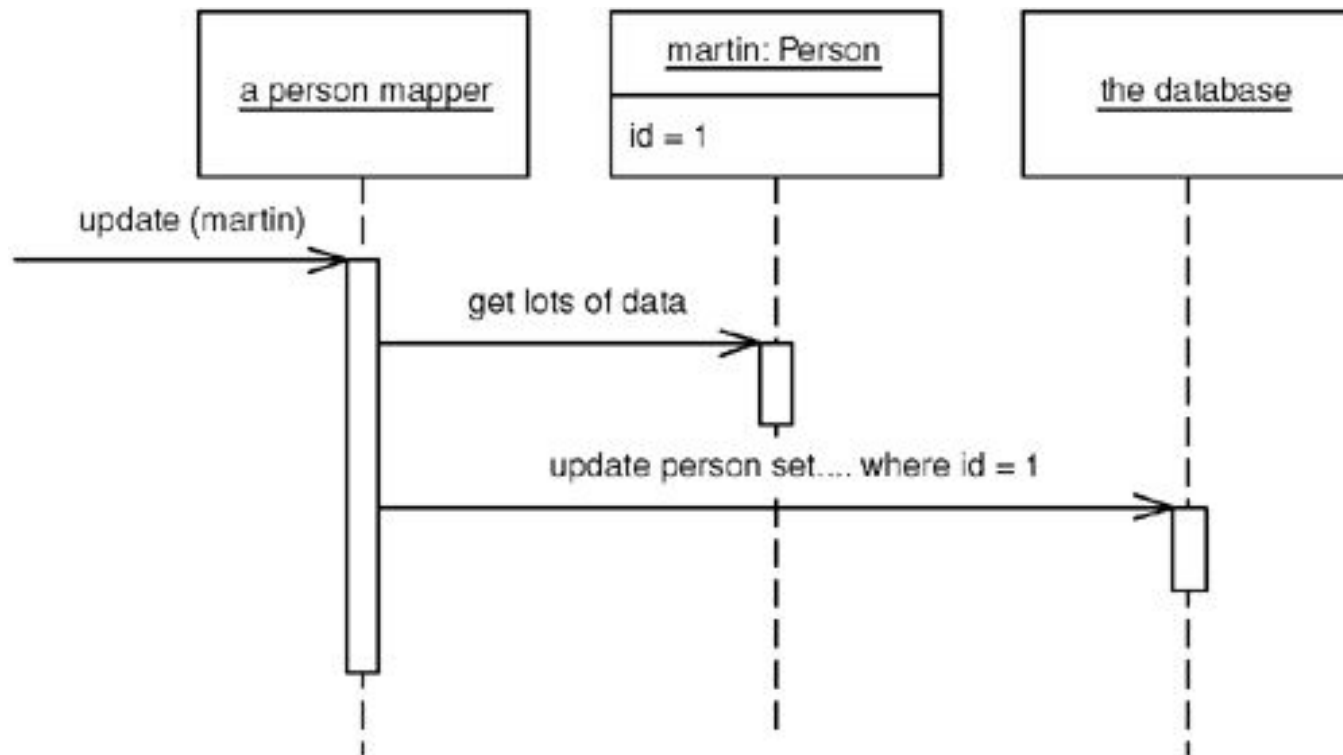 a person mapper
martin: Person
id = 1
the database
update (martin)
get lots of data
update person set.... where id = 1